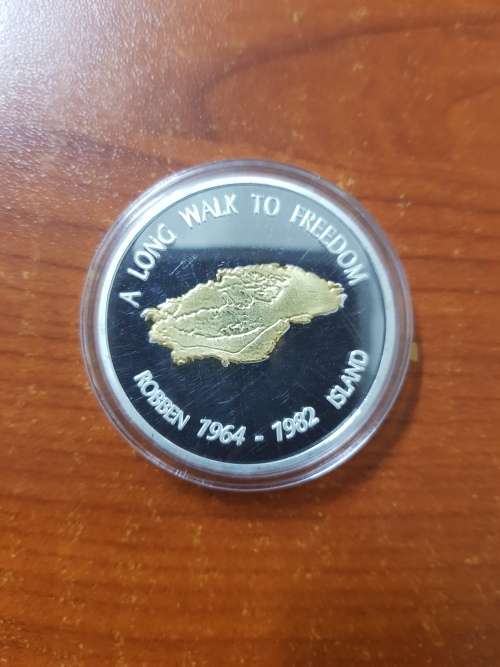 A LONG WALK TO FREEDOM
ROBBEN 1964 - 1982 ISLAND